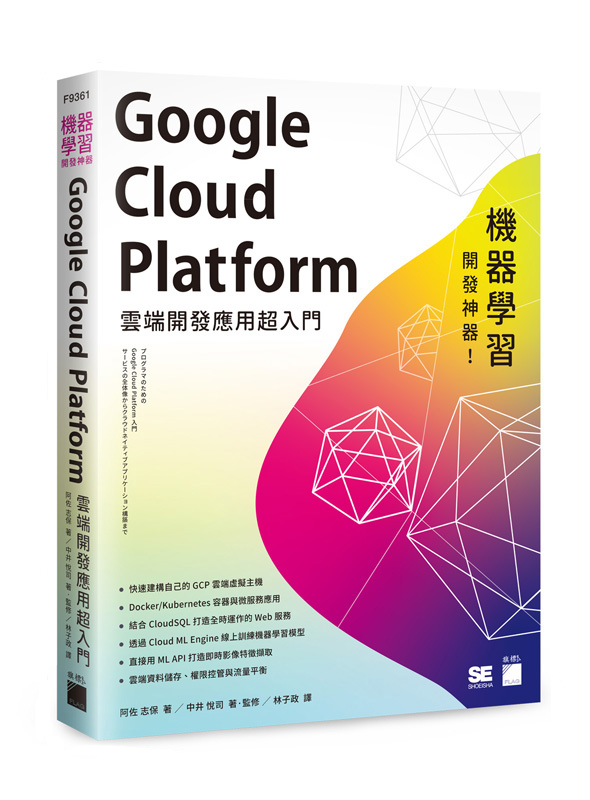 F9361
機器
學習
開發神器
Google Cloud Platform 雲端開發應用超入門
阿佐 志保 著／中井 悅司 著・監修／林子政 譯
旗標
FLAG
Google
Cloud
Platform
雲端開發應用超入門
機器學習
開發神器！
プログラマのための
Google Cloud Platform 入門
サービスの全体像からクラウドネイティブアプリケーション構築まで
• 快速建構自己的 GCP 雲端虛擬主機
• Docker/Kubernetes 容器與微服務應用
• 結合 CloudSQL 打造全時運作的 Web 服務
• 透過 Cloud ML Engine 線上訓練機器學習模型
• 直接用 ML API 打造即時影像特徵擷取
• 雲端資料儲存、權限控管與流量平衡
阿佐 志保 著／中井 悅司 著・監修／林子政 譯
SE
SHOEISHA
旗標
FLAG